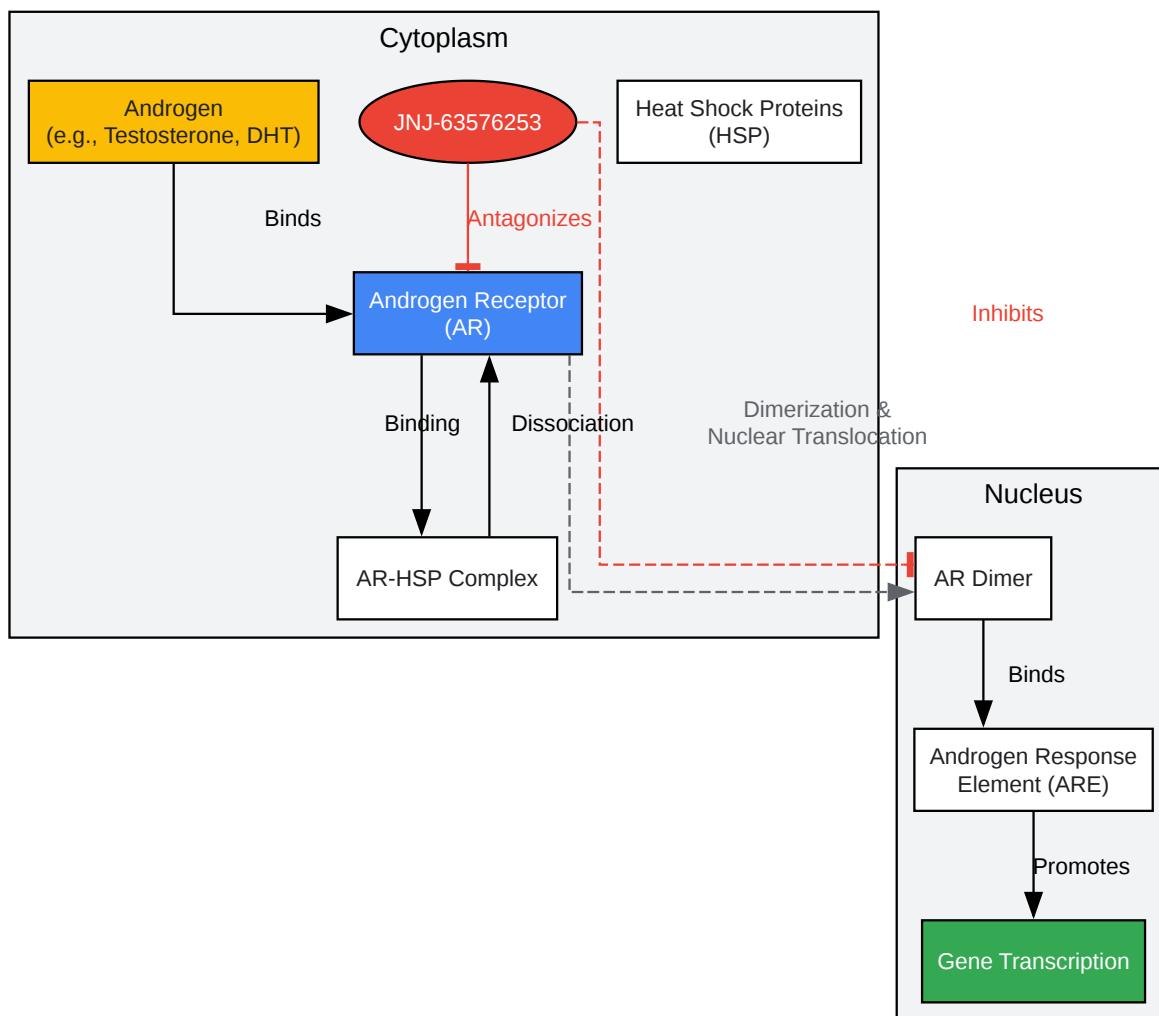 Cytoplasm
Androgen
(e.g., Testosterone, DHT)
JNJ-63576253
Heat Shock Proteins
(HSP)
Binds
Antagonizes
Androgen Receptor
(AR)
Inhibits
Binding
Dissociation
Dimerization &
Nuclear Translocation
Nucleus
AR-HSP Complex
AR Dimer
Binds
Androgen Response
Element (ARE)
Promotes
Gene Transcription